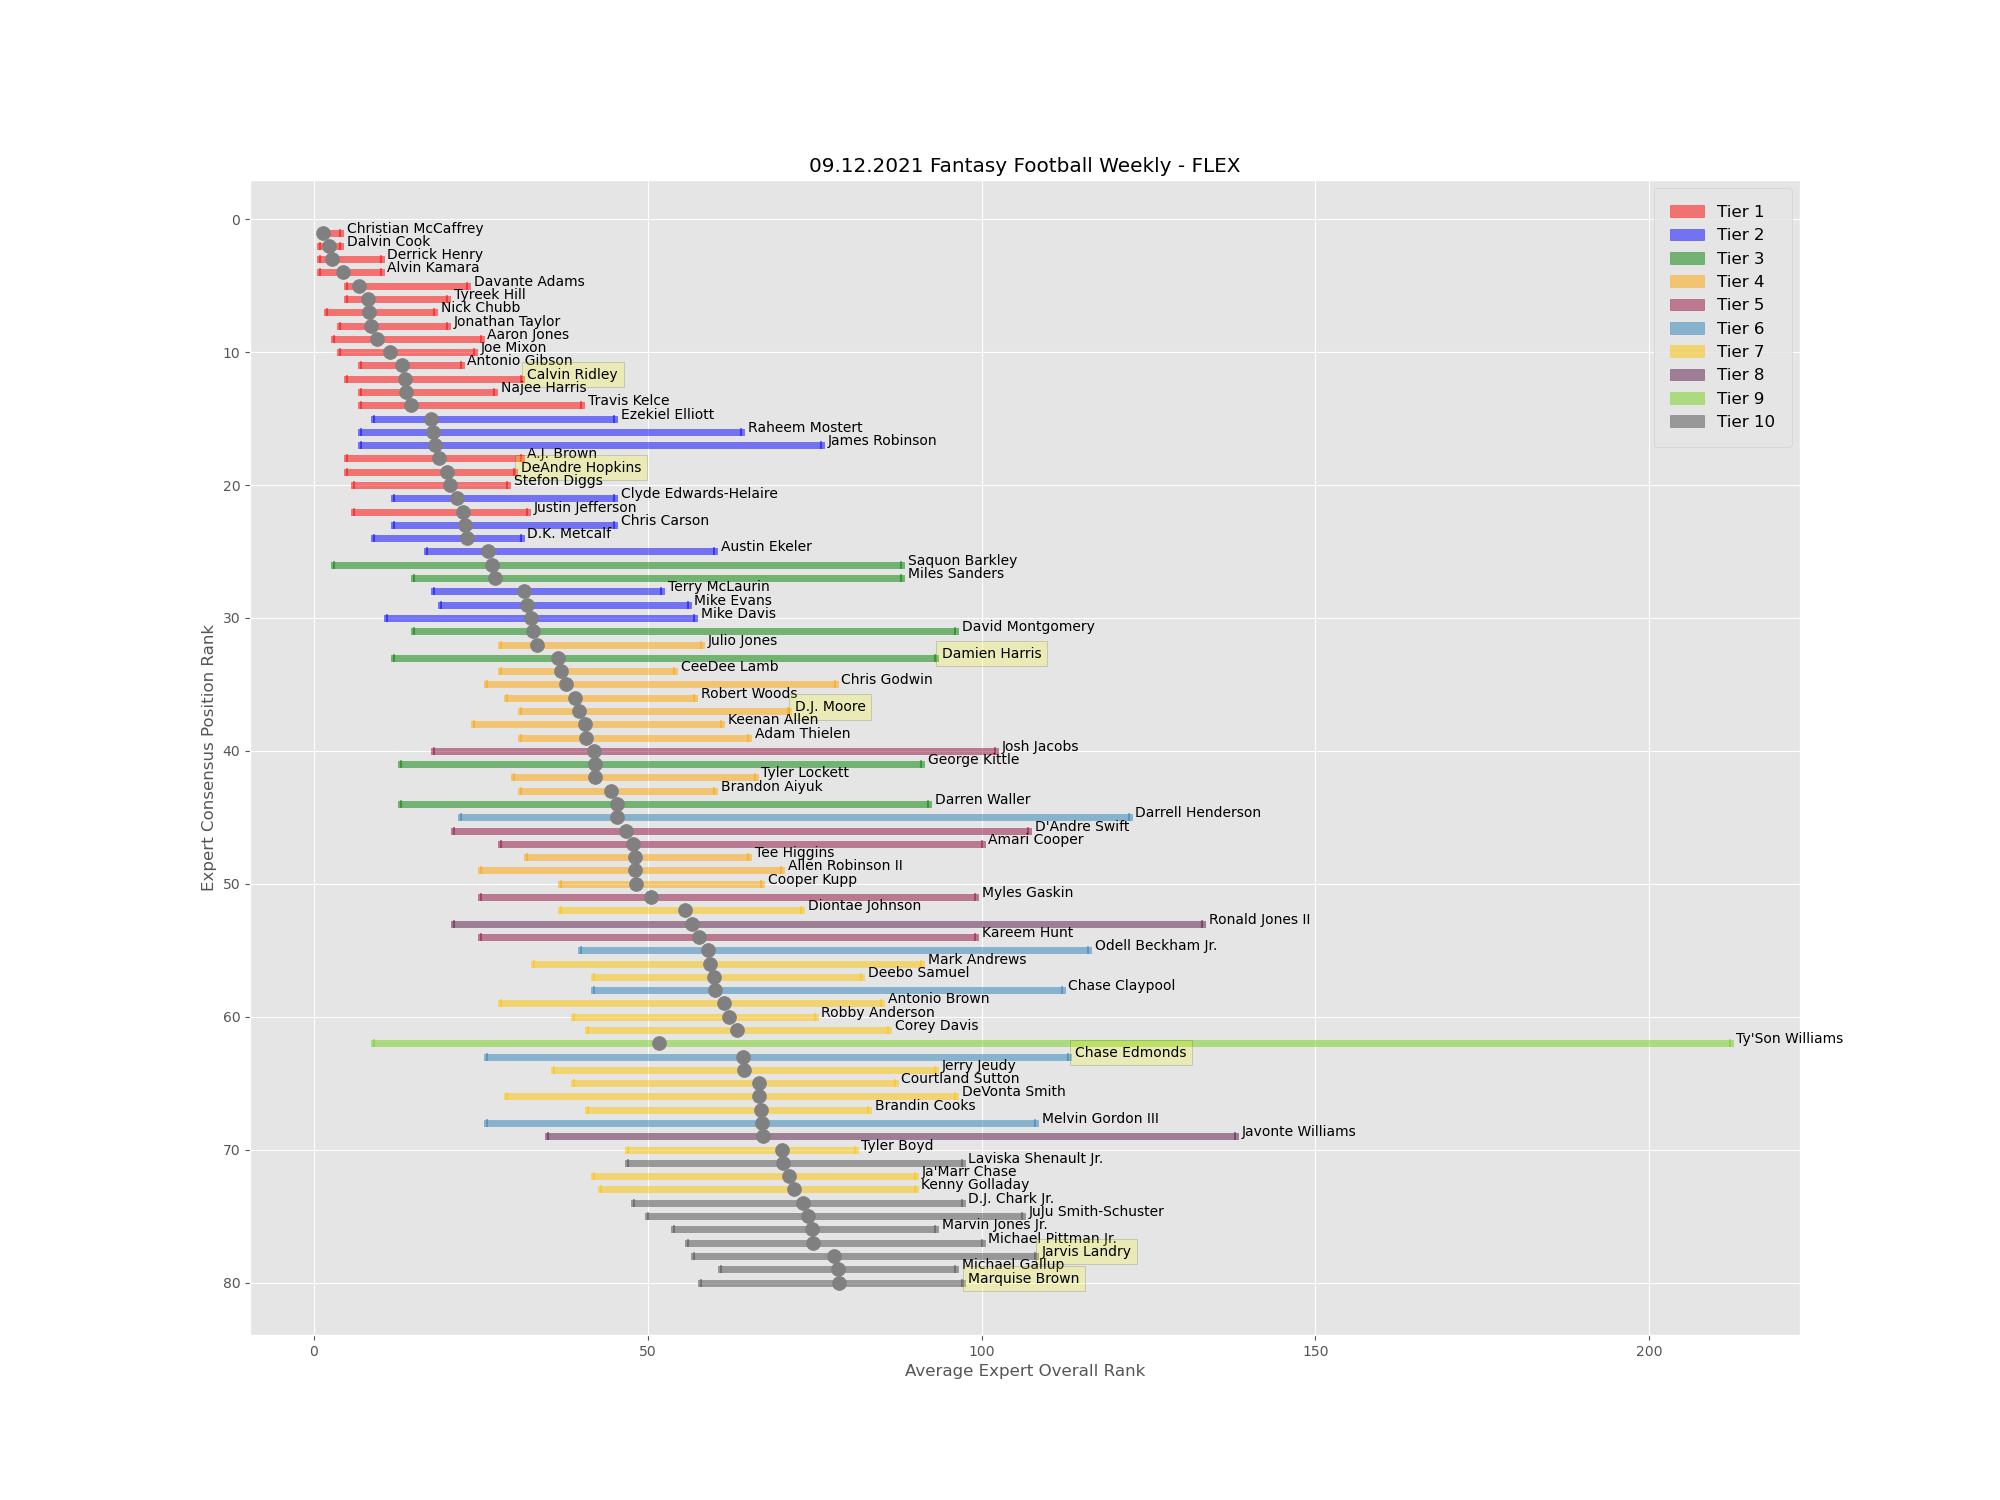 09.12.2021 Fantasy Football Weekly - FLEX
Tier 1
Tier 2
Tier 3
Tier 4
Tier 5
Tier 6
Tier 7
Tier 8
Tier 9
Tier 10
Expert Consensus Position Rank
0
10
20
30
40
50
60
70
80
Christian McCaffrey
Dalvin Cook
Derrick Henry
Alvin Kamara
Davante Adams
Tyreek Hill
Nick Chubb
Jonathan Taylor
Aaron Jones
Joe Mixon
Antonio Gibson
Calvin Ridley
Najee Harris
Travis Kelce
Ezekiel Elliott
Raheem Mostert
James Robinson
A.J. Brown
DeAndre Hopkins
Stefon Diggs
Clyde Edwards-Helaire
Justin Jefferson
Chris Carson
D.K. Metcalf
Austin Ekeler
Saquon Barkley
Miles Sanders
Terry McLaurin
Mike Evans
Mike Davis
David Montgomery
Julio Jones
Damien Harris
CeeDee Lamb
Chris Godwin
Robert Woods
D.J. Moore
Keenan Allen
Adam Thielen
Josh Jacobs
George Kittle
Tyler Lockett
Brandon Aiyuk
Darren Waller
Darrell Henderson
D'Andre Swift
Amari Cooper
Tee Higgins
Allen Robinson II
Cooper Kupp
Myles Gaskin
Diontae Johnson
Ronald Jones II
Kareem Hunt
Odell Beckham Jr.
Mark Andrews
Deebo Samuel
Chase Claypool
Antonio Brown
Robby Anderson
Corey Davis
Ty'Son Williams
Chase Edmonds
Jerry Jeudy
Courtland Sutton
DeVonta Smith
Brandin Cooks
Melvin Gordon III
Javonte Williams
Tyler Boyd
Laviska Shenault Jr.
Ja'Marr Chase
Kenny Golladay
D.J. Chark Jr.
JuJu Smith-Schuster
Marvin Jones Jr.
Michael Pittman Jr.
Jarvis Landry
Michael Gallup
Marquise Brown
0 50 100 150 200
Average Expert Overall Rank